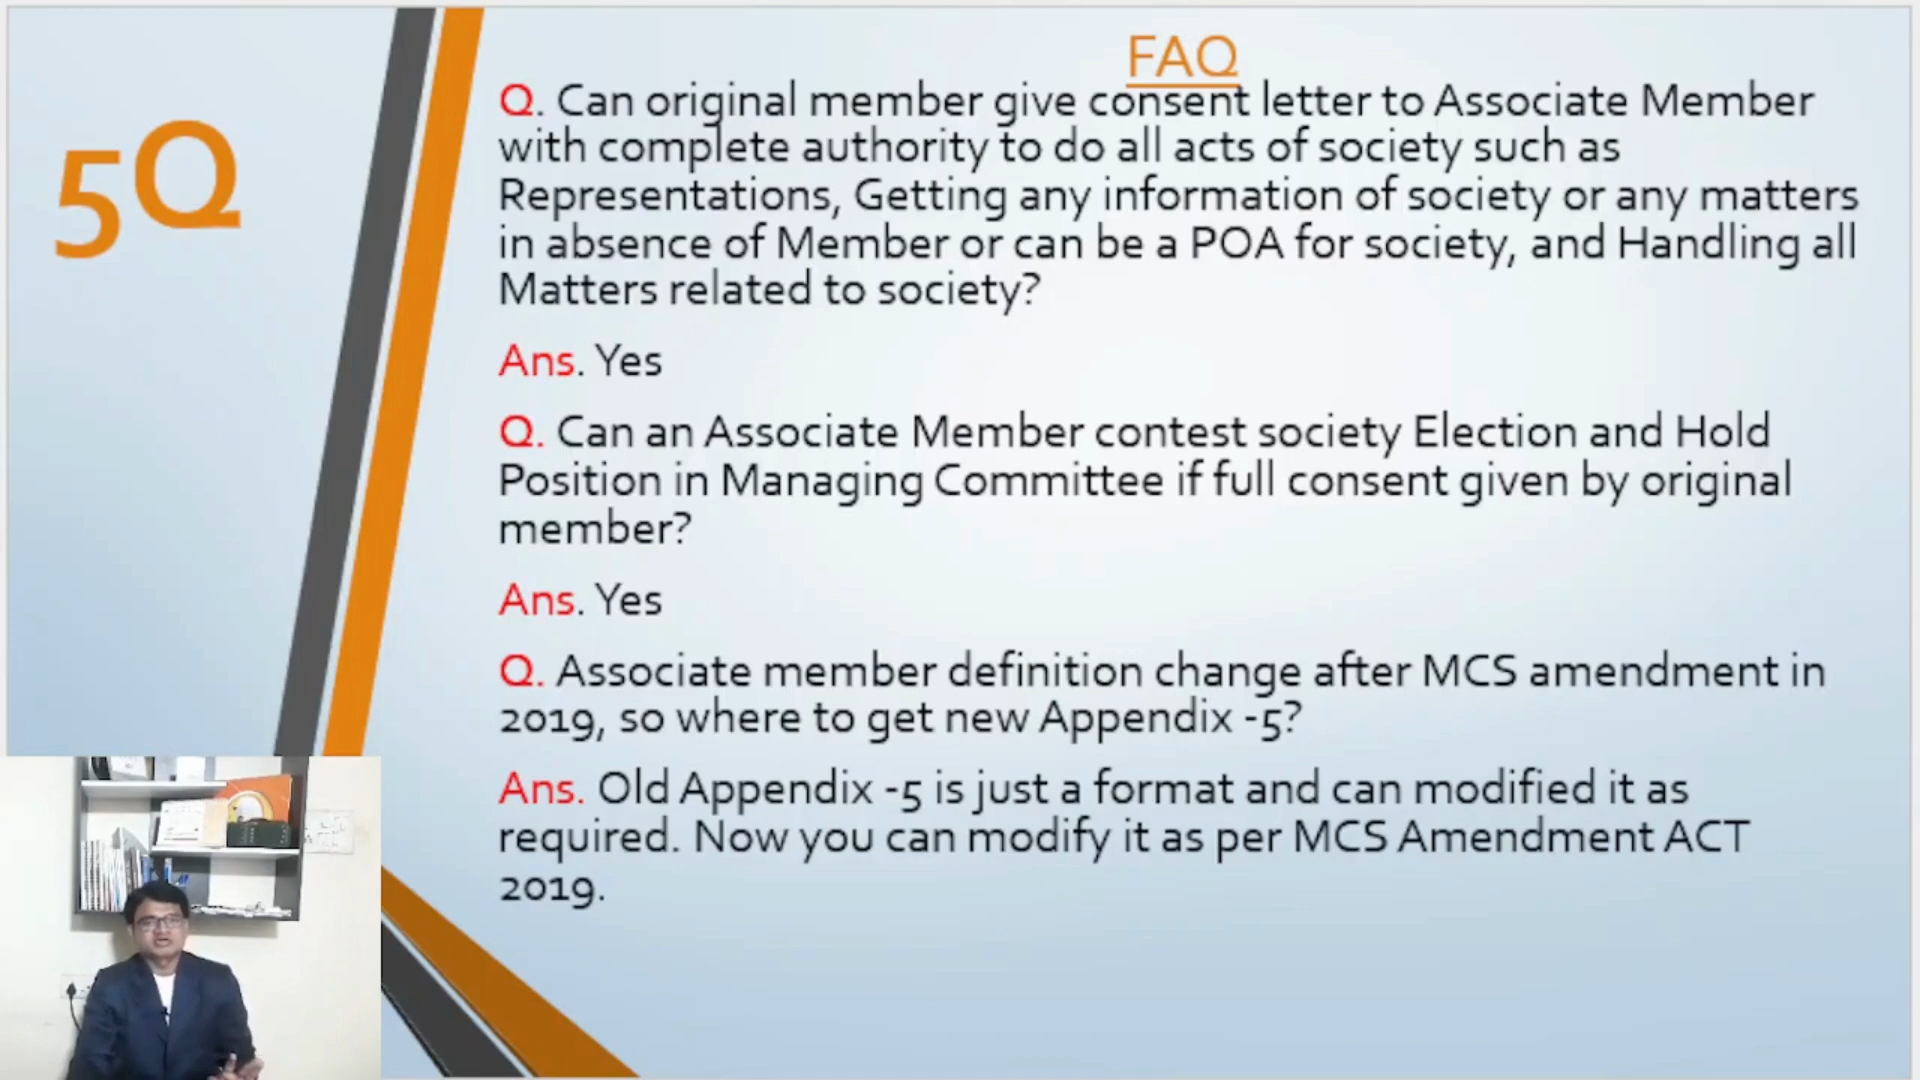 5Q
FAQ
Q. Can original member give consent letter to Associate Member
with complete authority to do all acts of society such as
Representations, Getting any information of society or any matters
in absence of Member or can be a POA for society, and Handling all
Matters related to society?
Ans. Yes
Q. Can an Associate Member contest society Election and Hold
Position in Managing Committee if full consent given by original
member?
Ans. Yes
Q. Associate member definition change after MCS amendment in
2019, so where to get new Appendix -5?
Ans. Old Appendix -5 is just a format and can modified it as
required. Now you can modify it as per MCS Amendment ACT
2019.